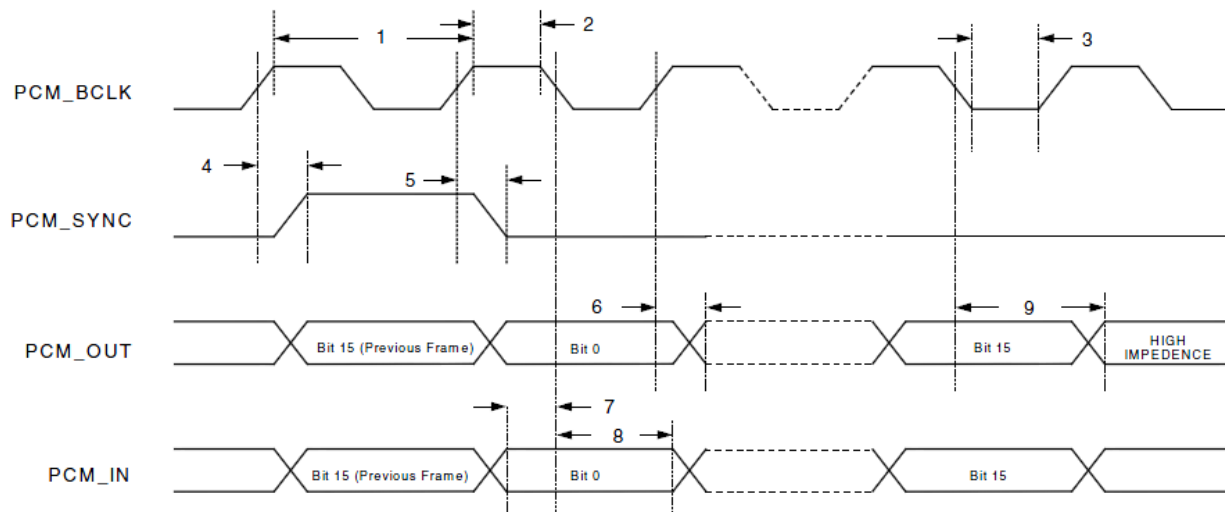 1
2
3
PCM_BCLK
4
5
PCM_SYNC
6
9
PCM_OUT
Bit 15 (Previous Frame)
Bit 0
Bit 15
HIGH
IMPEDENCE
7
8
PCM_IN
Bit 15 (Previous Frame)
Bit 0
Bit 15